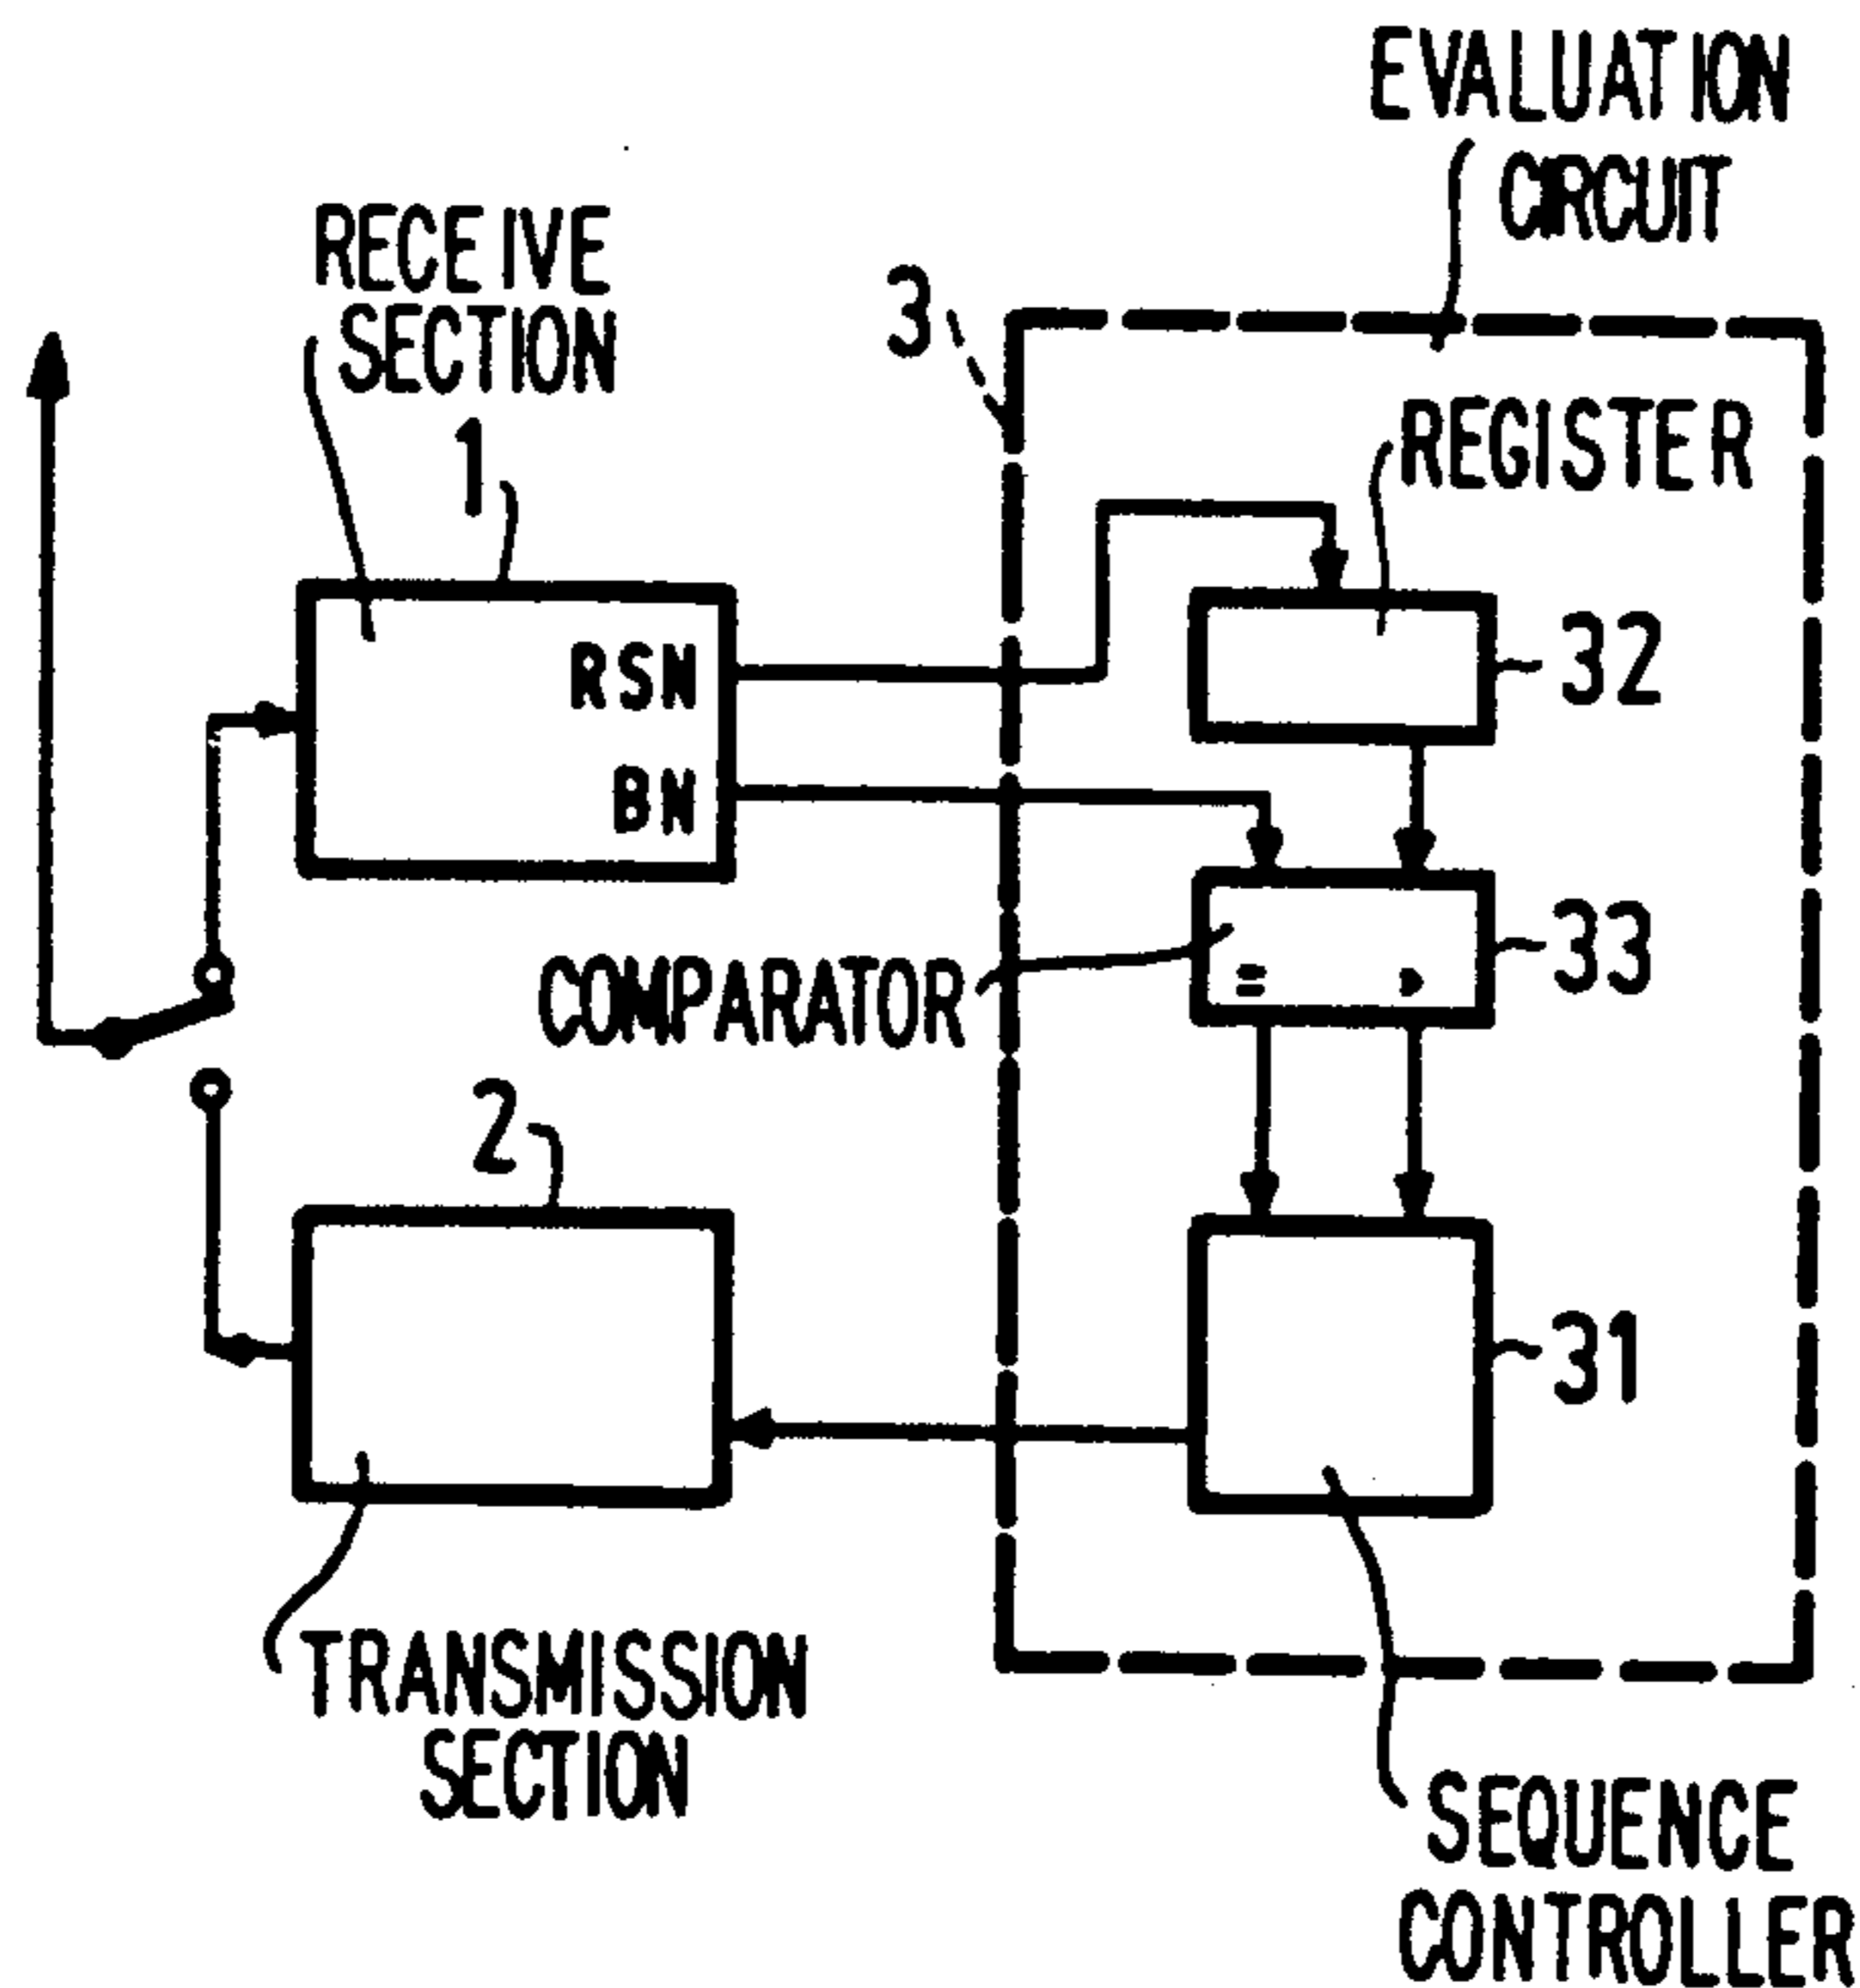 EVALUATION
CIRCUIT
RECEIVE
SECTION
1
3
REGISTER
RSN
32
BN
COMPARATOR
33
= >
2
31
TRANSMISSION
SECTION
SEQUENCE
CONTROLLER